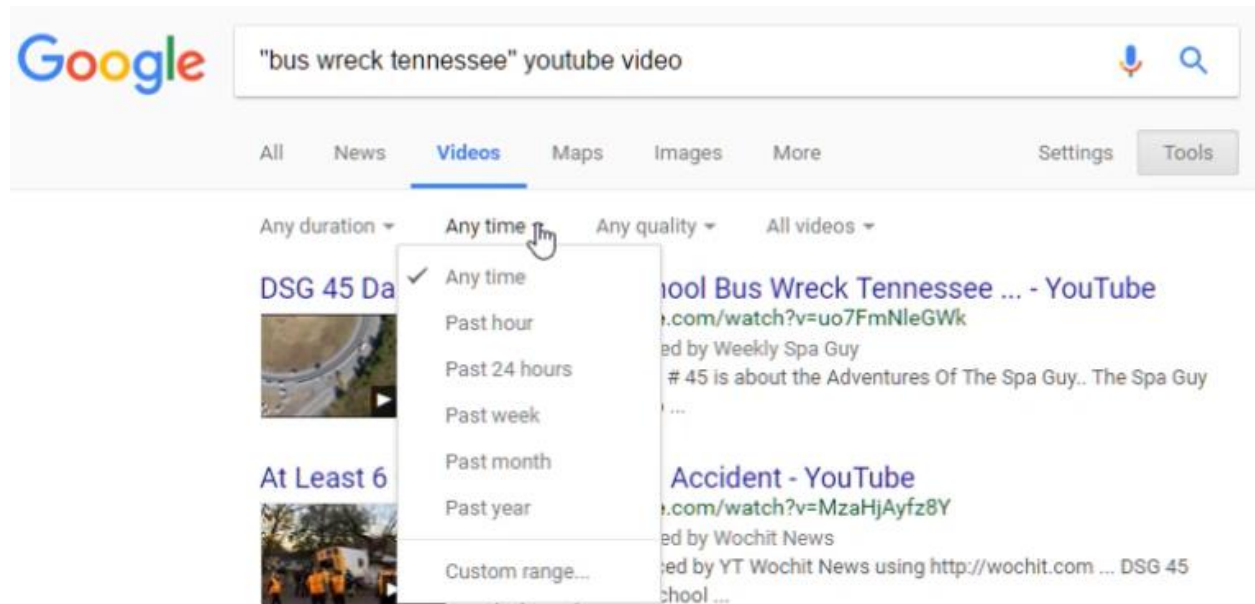 Google
"bus wreck tennessee" youtube video
All News Videos Maps Images More Settings Tools
Any duration Any time Any quality All videos
Any time
Past hour
Past 24 hours
Past week
Past month
Past year
Custom range...
DSG 45 Da ool Bus Wreck Tennessee ... - YouTube
.com/watch?v=uo7FmNleGWk
ed by Weekly Spa Guy
# 45 is about the Adventures Of The Spa Guy.. The Spa Guy
...
At Least 6 Accident - YouTube
.com/watch?v=MzaHjAyfz8Y
ed by Wochit News
ced by YT Wochit News using http://wochit.com ... DSG 45
chool ...